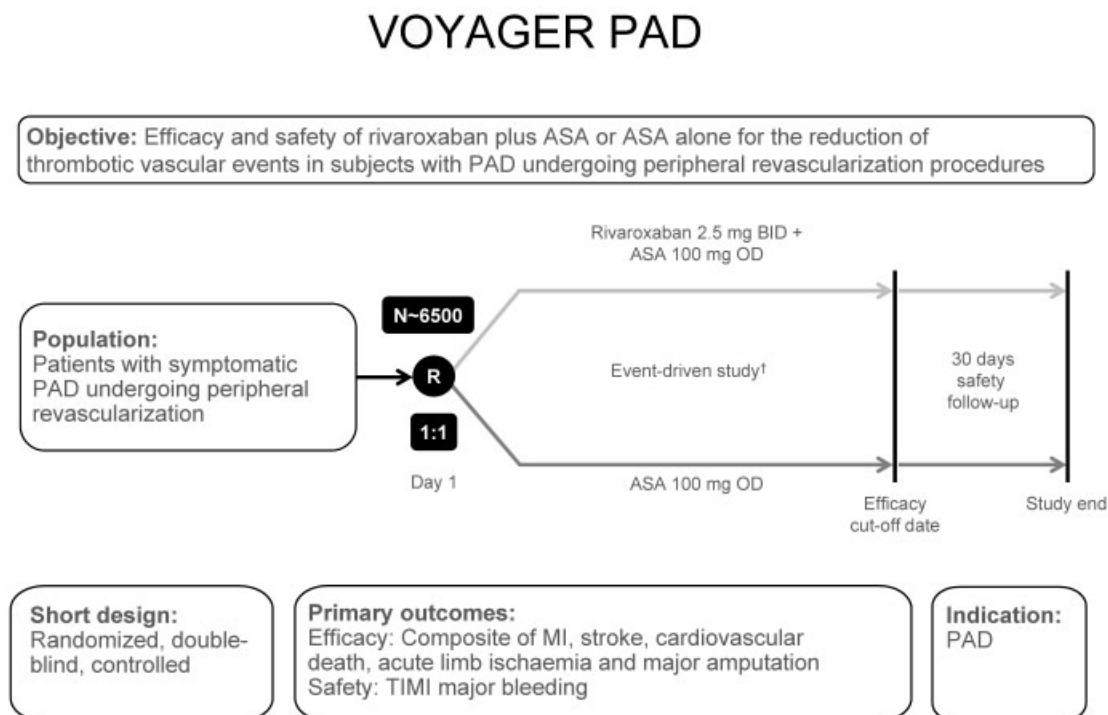 VOYAGER PAD
Objective: Efficacy and safety of rivaroxaban plus ASA or ASA alone for the reduction of
thrombotic vascular events in subjects with PAD undergoing peripheral revascularization procedures
Rivaroxaban 2.5 mg BID +
ASA 100 mg OD
N~6500
Population:
Patients with symptomatic
PAD undergoing peripheral
revascularization
R
1:1
Day 1
Event-driven study†
30 days
safety
follow-up
ASA 100 mg OD
Efficacy
cut-off date
Study end
Short design:
Randomized, double-
blind, controlled
Primary outcomes:
Efficacy: Composite of MI, stroke, cardiovascular
death, acute limb ischaemia and major amputation
Safety: TIMI major bleeding
Indication:
PAD